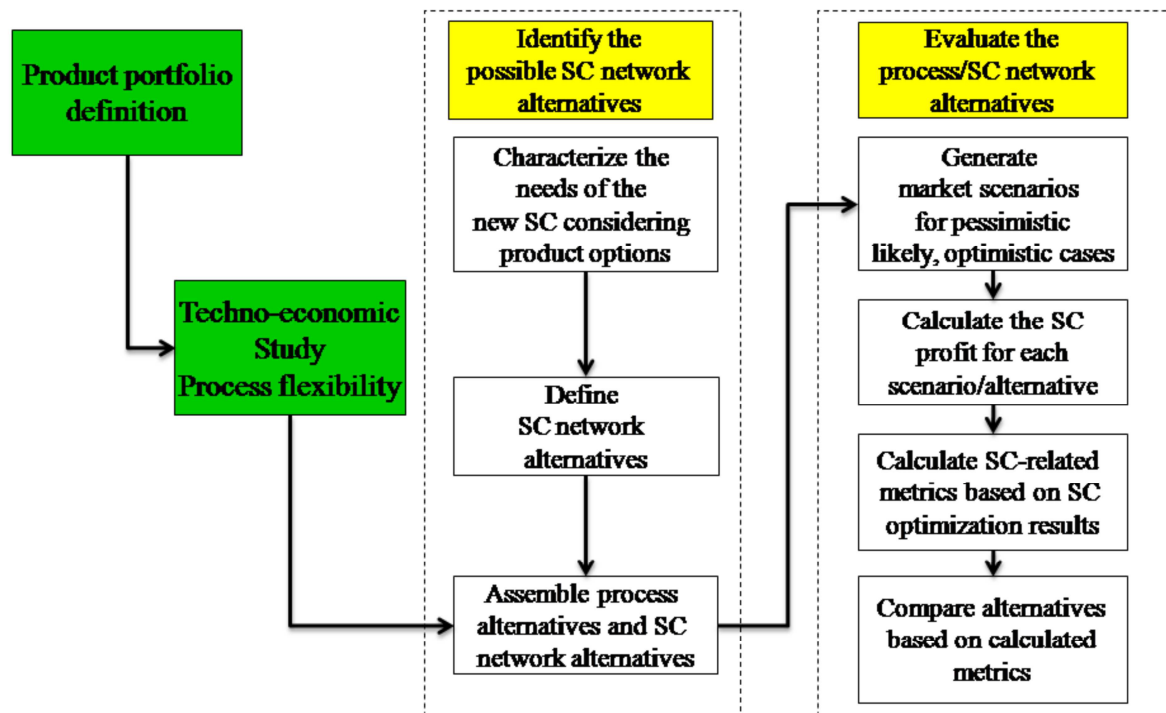 Product portfolio
definition
Techno-economic
Study
Process flexibility
Identify the
possible SC network
alternatives
Characterize the
needs of the
new SC considering
product options
Define
SC network
alternatives
Assemble process
alternatives and SC
network alternatives
Evaluate the
process/SC network
alternatives
Generate
market scenarios
for pessimistic
likely, optimistic cases
Calculate the SC
profit for each
scenario/alternative
Calculate SC-related
metrics based on SC
optimization results
Compare alternatives
based on calculated
metrics